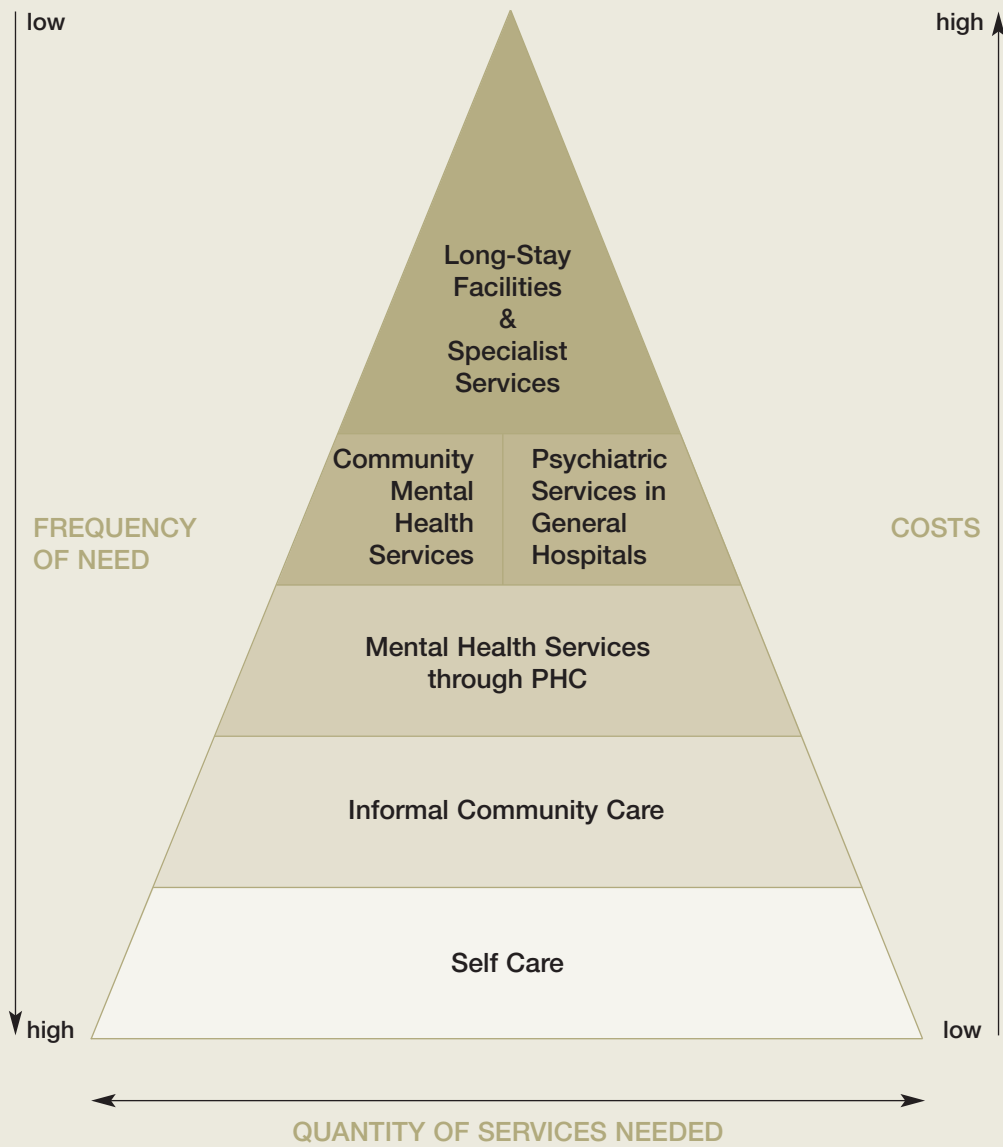 low
high
Long-Stay
Facilities
&
Specialist
Services
Community
Mental
Health
Services
Psychiatric
Services in
General
Hospitals
FREQUENCY
OF NEED
COSTS
Mental Health Services
through PHC
Informal Community Care
Self Care
high
low
QUANTITY OF SERVICES NEEDED